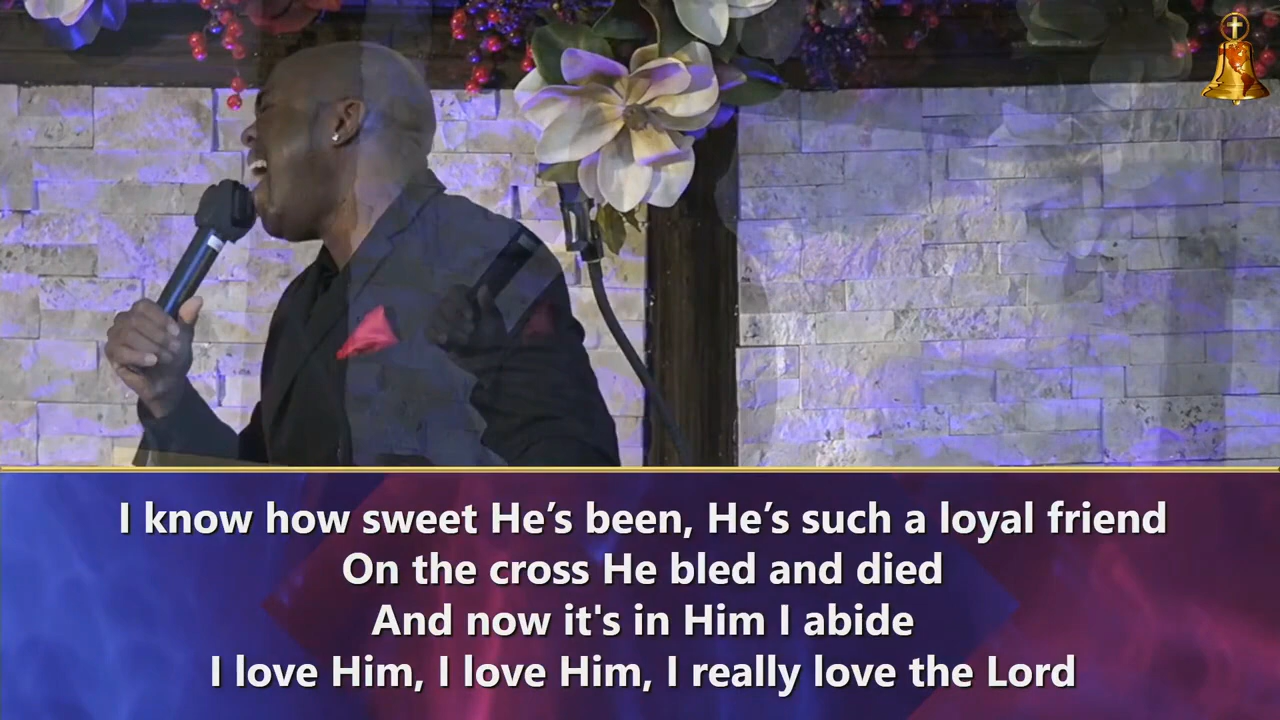 I know how sweet He’s been, He’s such a loyal friend
On the cross He bled and died
And now it's in Him I abide
I love Him, I love Him, I really love the Lord